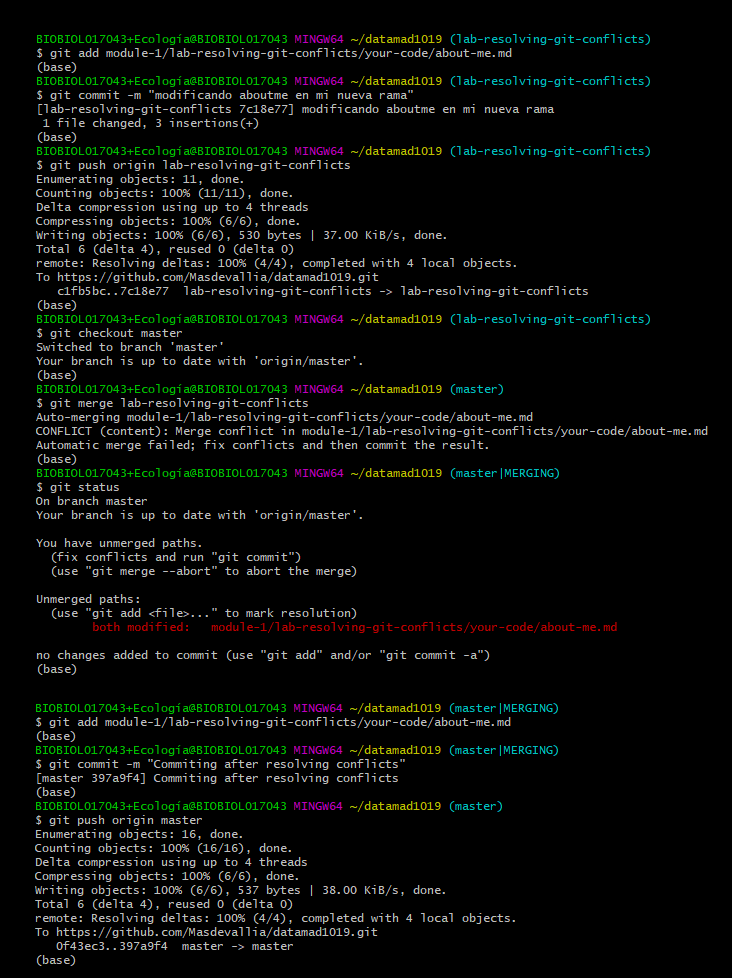 BIOBIOL017043+Ecología@BIOBIOL017043 MINGW64 ~/datamad1019 (lab-resolving-git-conflicts)
$ git add module-1/lab-resolving-git-conflicts/your-code/about-me.md
(base)
BIOBIOL017043+Ecología@BIOBIOL017043 MINGW64 ~/datamad1019 (lab-resolving-git-conflicts)
$ git commit -m "modificando aboutme en mi nueva rama"
[lab-resolving-git-conflicts 7c18e77] modificando aboutme en mi nueva rama
 1 file changed, 3 insertions(+)
(base)
BIOBIOL017043+Ecología@BIOBIOL017043 MINGW64 ~/datamad1019 (lab-resolving-git-conflicts)
$ git push origin lab-resolving-git-conflicts
Enumerating objects: 11, done.
Counting objects: 100% (11/11), done.
Delta compression using up to 4 threads
Compressing objects: 100% (6/6), done.
Writing objects: 100% (6/6), 530 bytes | 37.00 KiB/s, done.
Total 6 (delta 4), reused 0 (delta 0)
remote: Resolving deltas: 100% (4/4), completed with 4 local objects.
To https://github.com/Masdevallia/datamad1019.git
   c1fb5bc..7c18e77  lab-resolving-git-conflicts -> lab-resolving-git-conflicts
(base)
BIOBIOL017043+Ecología@BIOBIOL017043 MINGW64 ~/datamad1019 (lab-resolving-git-conflicts)
$ git checkout master
Switched to branch 'master'
Your branch is up to date with 'origin/master'.
(base)
BIOBIOL017043+Ecología@BIOBIOL017043 MINGW64 ~/datamad1019 (master)
$ git merge lab-resolving-git-conflicts
Auto-merging module-1/lab-resolving-git-conflicts/your-code/about-me.md
CONFLICT (content): Merge conflict in module-1/lab-resolving-git-conflicts/your-code/about-me.md
Automatic merge failed; fix conflicts and then commit the result.
(base)
BIOBIOL017043+Ecología@BIOBIOL017043 MINGW64 ~/datamad1019 (master|MERGING)
$ git status
On branch master
Your branch is up to date with 'origin/master'.

You have unmerged paths.
  (fix conflicts and run "git commit")
  (use "git merge --abort" to abort the merge)

Unmerged paths:
  (use "git add <file>..." to mark resolution)
        both modified:   module-1/lab-resolving-git-conflicts/your-code/about-me.md

no changes added to commit (use "git add" and/or "git commit -a")
(base)

BIOBIOL017043+Ecología@BIOBIOL017043 MINGW64 ~/datamad1019 (master|MERGING)
$ git add module-1/lab-resolving-git-conflicts/your-code/about-me.md
(base)
BIOBIOL017043+Ecología@BIOBIOL017043 MINGW64 ~/datamad1019 (master|MERGING)
$ git commit -m "Commiting after resolving conflicts"
[master 397a9f4] Commiting after resolving conflicts
(base)
BIOBIOL017043+Ecología@BIOBIOL017043 MINGW64 ~/datamad1019 (master)
$ git push origin master
Enumerating objects: 16, done.
Counting objects: 100% (16/16), done.
Delta compression using up to 4 threads
Compressing objects: 100% (6/6), done.
Writing objects: 100% (6/6), 537 bytes | 38.00 KiB/s, done.
Total 6 (delta 4), reused 0 (delta 0)
remote: Resolving deltas: 100% (4/4), completed with 4 local objects.
To https://github.com/Masdevallia/datamad1019.git
   0f43ec3..397a9f4  master -> master
(base)